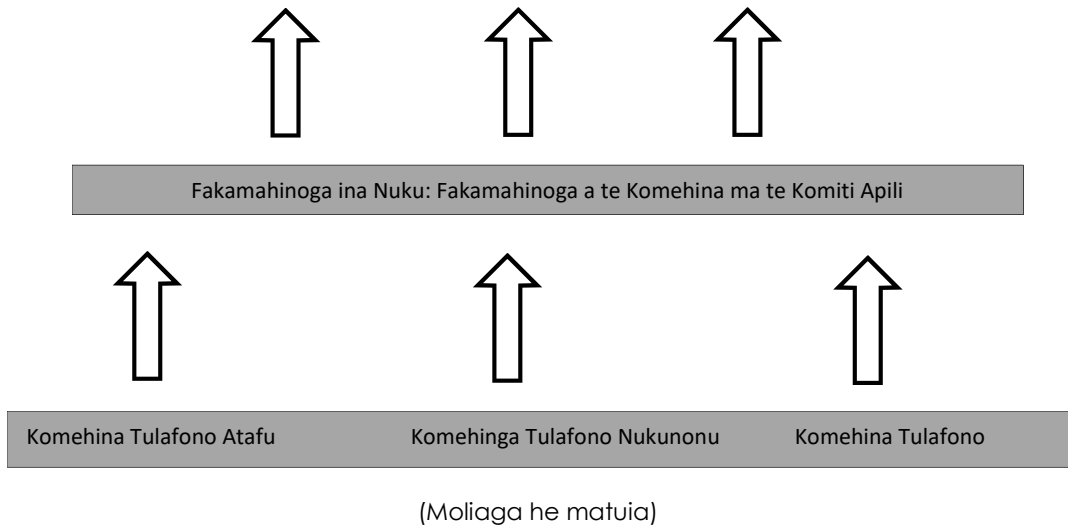 Fakamahinoga ina Nuku: Fakamahinoga a te Komehina ma te Komiti Apili
Komehina Tulafono Atafu Komehinga Tulafono Nukunonu Komehina Tulafono
(Moliaga he matuia)